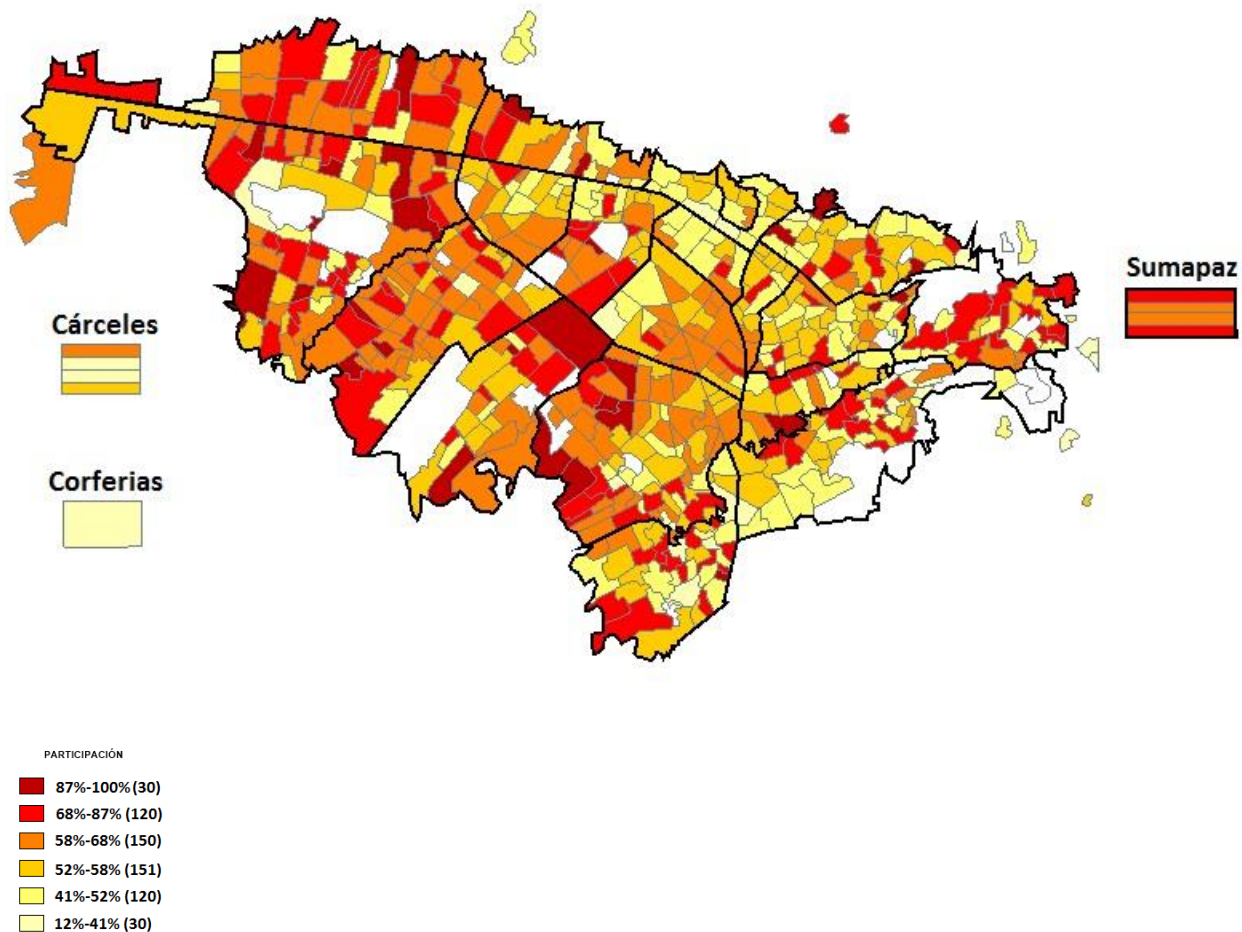 Sumapaz
Cárceles
Corferias
PARTICIPACIÓN
87%-100% (30)
68%-87% (120)
58%-68% (150)
52%-58% (151)
41%-52% (120)
12%-41% (30)